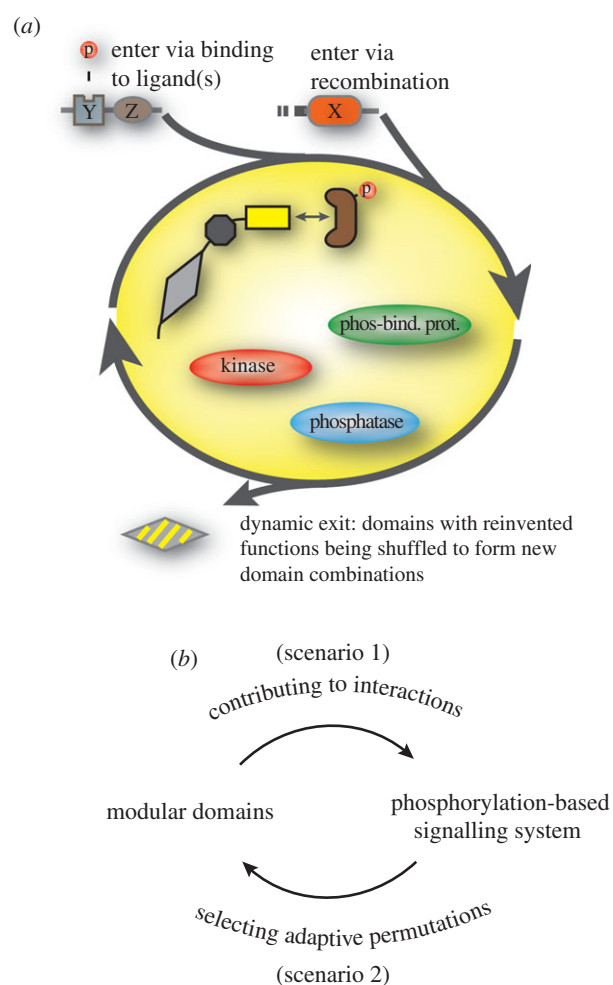 (a)
p enter via binding
to ligand(s)
enter via
recombination
Y Z
X
p
phos-bind. prot.
kinase
phosphatase
dynamic exit: domains with reinvented
functions being shuffled to form new
domain combinations
(b)
(scenario 1)
contributing to interactions
modular domains
phosphorylation-based
signalling system
selecting adaptive permutations
(scenario 2)